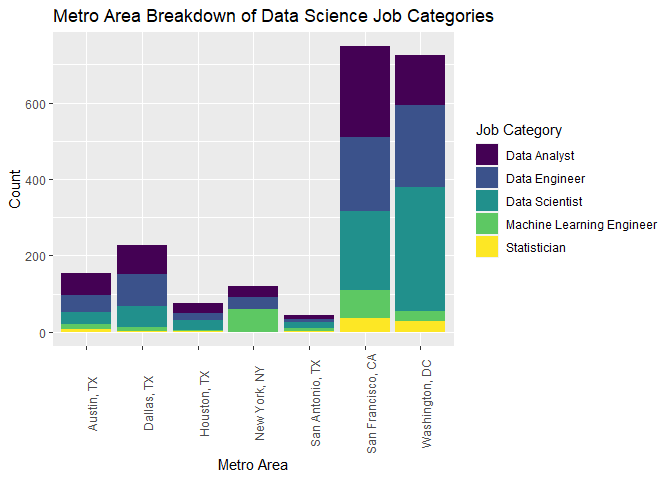 Metro Area Breakdown of Data Science Job Categories
Count
600
400
200
0
Austin, TX
Dallas, TX
Houston, TX
New York, NY
San Antonio, TX
San Francisco, CA
Washington, DC
Metro Area
Job Category
Data Analyst
Data Engineer
Data Scientist
Machine Learning Engineer
Statistician